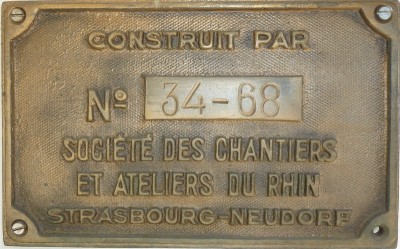 CONSTRUIT PAR
No 34-68
SOCIÉTÉ DES CHANTIERS
ET ATELIERS DU RHIN
STRASBOURG-NEUDORF